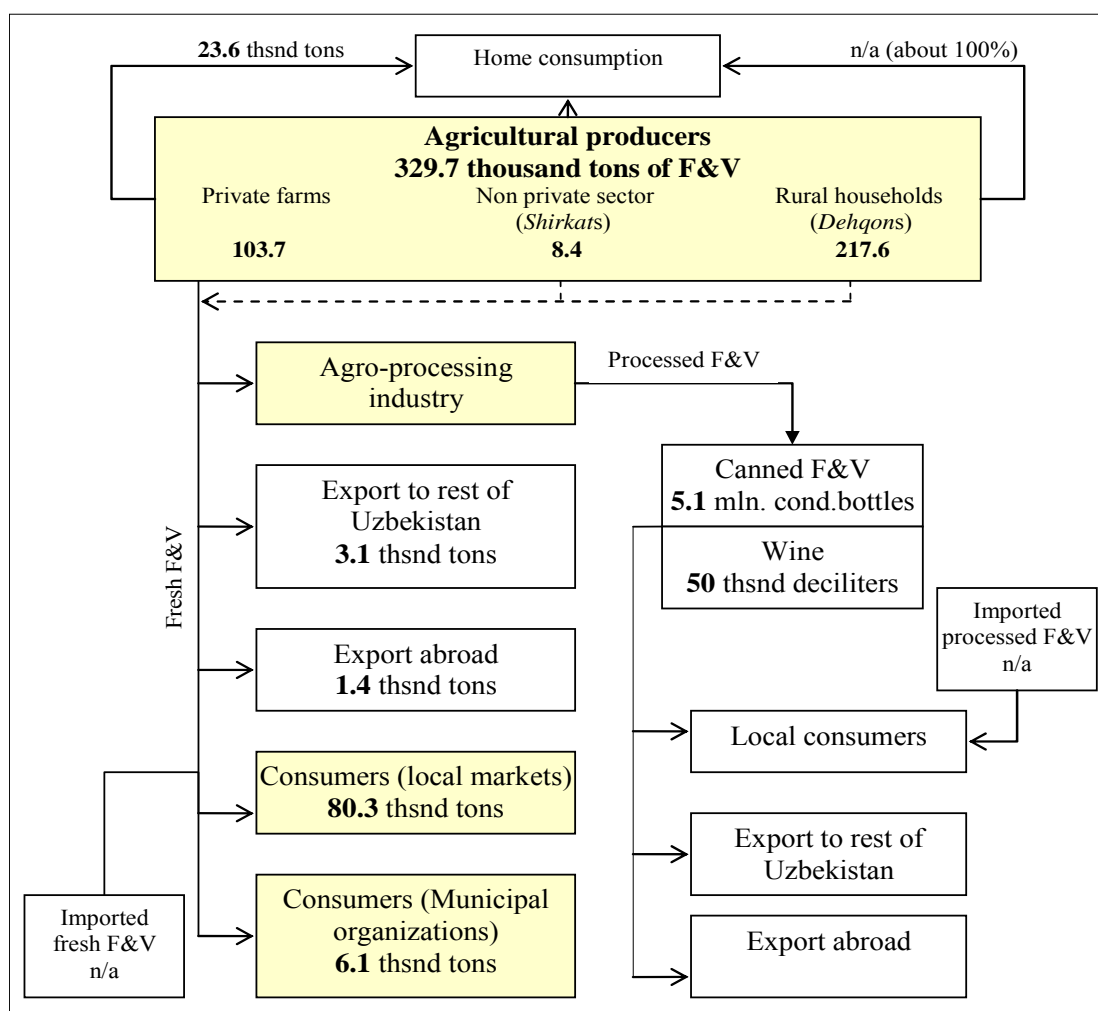 23.6 thsnd tons
Home consumption
n/a (about 100%)
Agricultural producers
329.7 thousand tons of F&V
Private farms
Non private sector
(Shirkats)
Rural households
(Dehqons)
103.7
8.4
217.6
Fresh F&V
Agro-processing
industry
Processed F&V
Export to rest of
Uzbekistan
3.1 thsnd tons
Canned F&V
5.1 mln. cond.bottles
Wine
50 thsnd deciliters
Imported
processed F&V
n/a
Export abroad
1.4 thsnd tons
Local consumers
Consumers (local markets)
80.3 thsnd tons
Export to rest of
Uzbekistan
Consumers (Municipal
organizations)
6.1 thsnd tons
Imported
fresh F&V
n/a
Export abroad